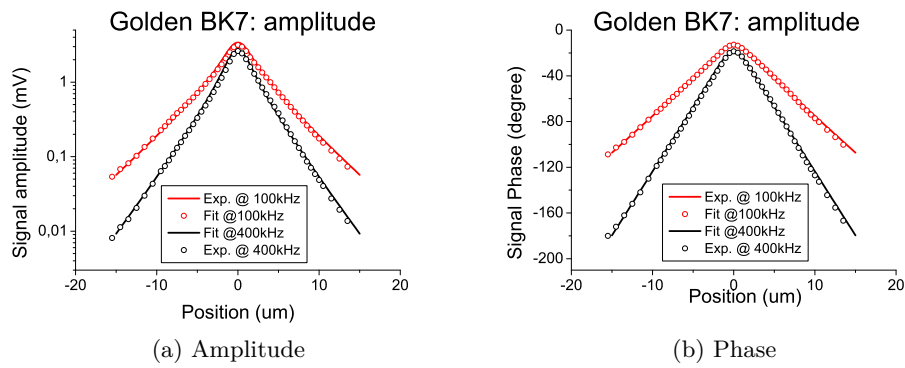 Golden BK7: amplitude
Signal amplitude (mV)
1
0,1
0,01
Exp. @ 100kHz
Fit @100kHz
Fit @400kHz
Exp. @ 400kHz
-20 -10 0 10 20
Position (um)
(a) Amplitude
Golden BK7: amplitude
Signal Phase (degree)
0
-40
-80
-120
-160
-200
Exp. @ 100kHz
Fit @100kHz
Fit @400kHz
Exp. @ 400kHz
-20 -10 0 10 20
Position (um)
(b) Phase